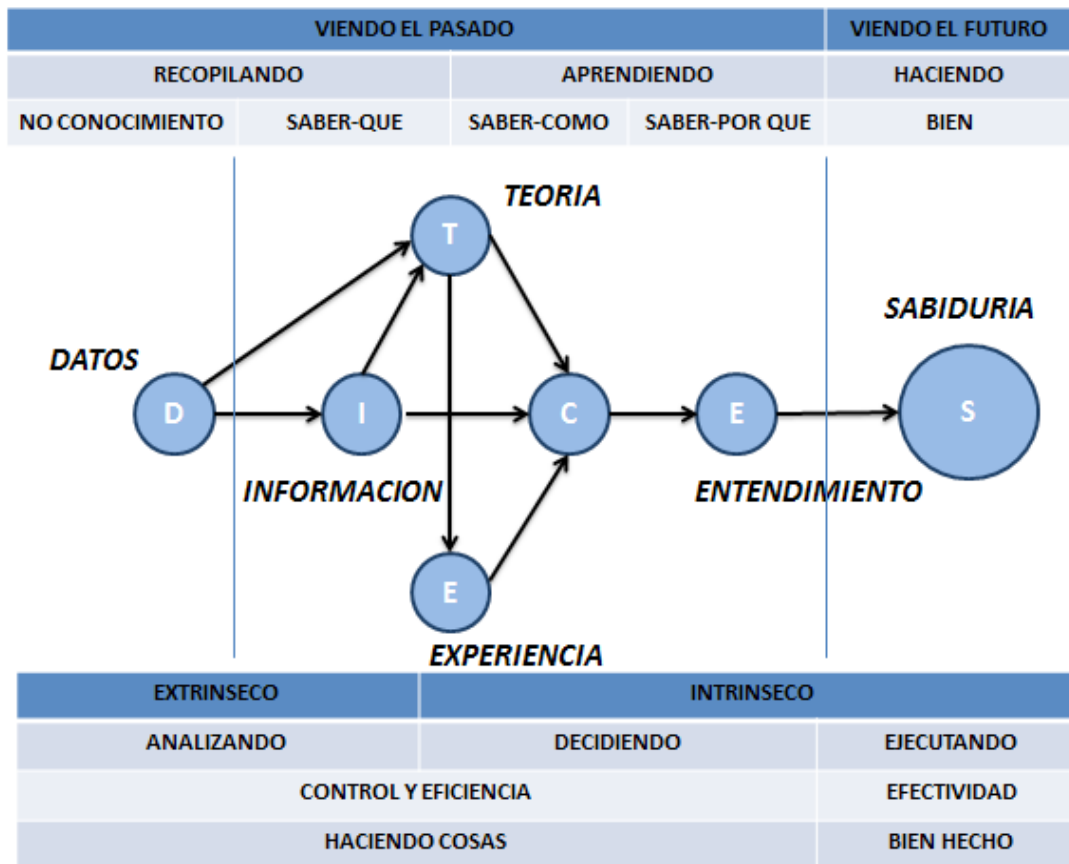 VIENDO EL PASADO VIENDO EL FUTURO
RECOPILANDO APRENDIENDO HACIENDO
NO CONOCIMIENTO SABER-QUE SABER-COMO SABER-POR QUE BIEN
TEORIA
T
SABIDURIA
DATOS
D I C E S
INFORMACION ENTENDIMIENTO
E
EXPERIENCIA
EXTRINSECO INTRINSECO
ANALIZANDO DECIDIENDO EJECUTANDO
CONTROL Y EFICIENCIA EFECTIVIDAD
HACIENDO COSAS BIEN HECHO